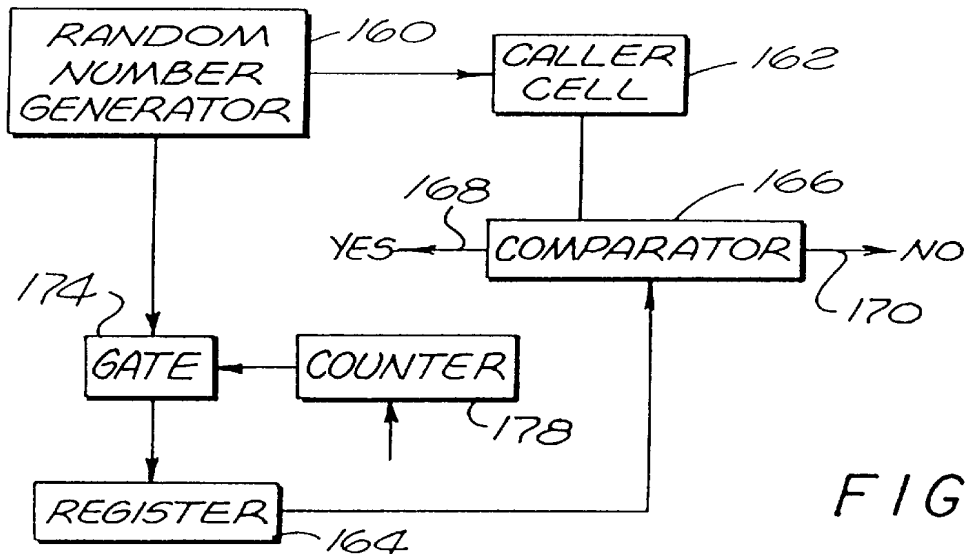 RANDOM
NUMBER
GENERATOR
160
CALLER
CELL
162
168
166
YES
COMPARATOR
NO
170
174
GATE
COUNTER
178
REGISTER
164
FIG